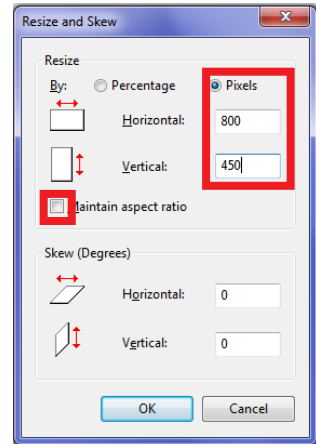 Resize and Skew
Resize
By: Percentage Pixels
Horizontal: 800
Vertical: 450
Maintain aspect ratio
Skew (Degrees)
Horizontal: 0
Vertical: 0
OK Cancel